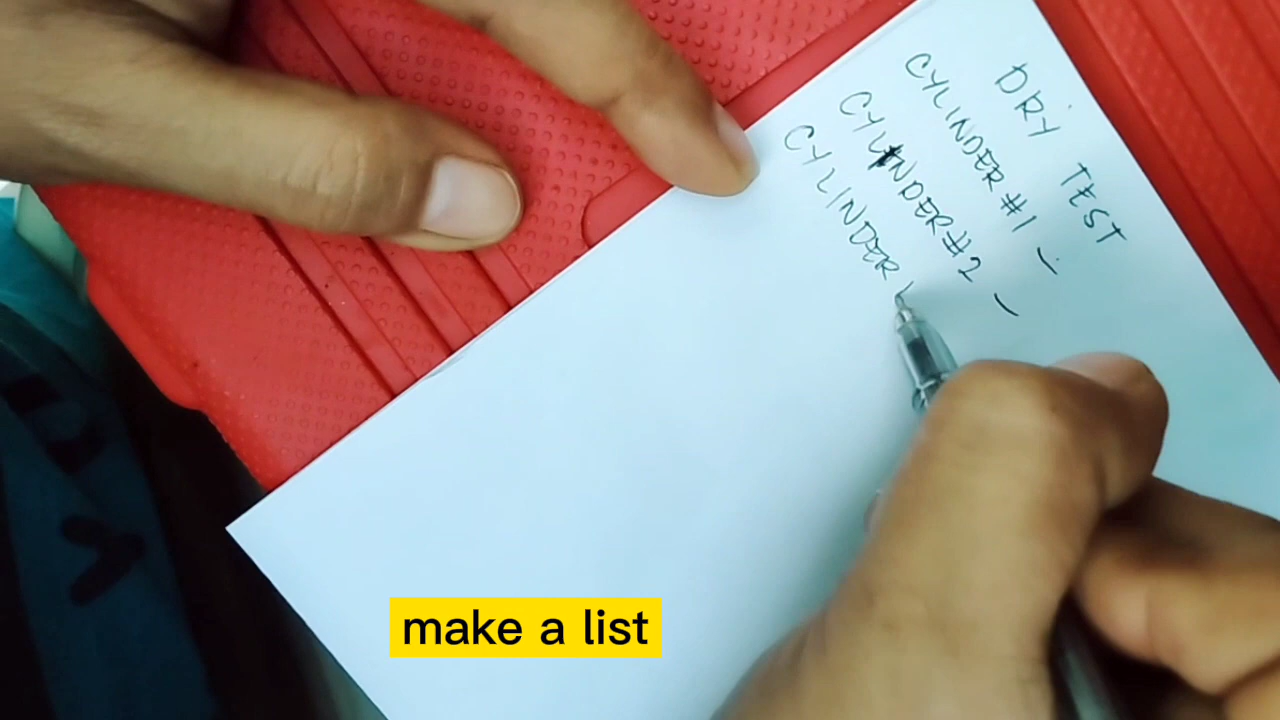 DRY TEST
CYLINDER #1 -
CYLINDER #2 -
CYLINDER
make a list